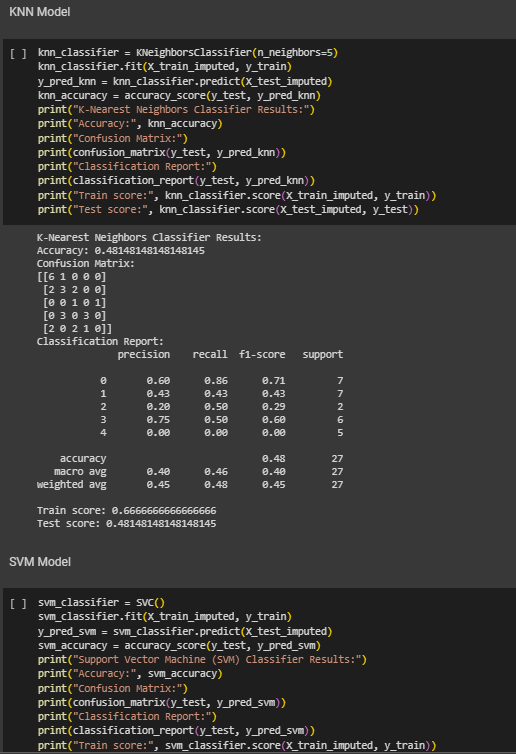 KNN Model
[ ] knn_classifier = KNeighborsClassifier(n_neighbors=5)
knn_classifier.fit(X_train_imputed, y_train)
y_pred_knn = knn_classifier.predict(X_test_imputed)
knn_accuracy = accuracy_score(y_test, y_pred_knn)
print("K-Nearest Neighbors Classifier Results:")
print("Accuracy:", knn_accuracy)
print("Confusion Matrix:")
print(confusion_matrix(y_test, y_pred_knn))
print("Classification Report:")
print(classification_report(y_test, y_pred_knn))
print("Train score:", knn_classifier.score(X_train_imputed, y_train))
print("Test score:", knn_classifier.score(X_test_imputed, y_test))
K-Nearest Neighbors Classifier Results:
Accuracy: 0.48148148148148145
Confusion Matrix:
[[6 1 0 0 0]
[2 3 2 0 0]
[0 0 1 0 1]
[0 3 0 3 0]
[2 0 2 1 0]]
Classification Report:
precision recall f1-score support
0 0.60 0.86 0.71 7
1 0.43 0.43 0.43 7
2 0.20 0.50 0.29 2
3 0.75 0.50 0.60 6
4 0.00 0.00 0.00 5
accuracy 0.48 27
macro avg 0.40 0.46 0.40 27
weighted avg 0.45 0.48 0.45 27
Train score: 0.6666666666666666
Test score: 0.48148148148148145
SVM Model
[ ] svm_classifier = SVC()
svm_classifier.fit(X_train_imputed, y_train)
y_pred_svm = svm_classifier.predict(X_test_imputed)
svm_accuracy = accuracy_score(y_test, y_pred_svm)
print("Support Vector Machine (SVM) Classifier Results:")
print("Accuracy:", svm_accuracy)
print("Confusion Matrix:")
print(confusion_matrix(y_test, y_pred_svm))
print("Classification Report:")
print(classification_report(y_test, y_pred_svm))
print("Train score:", svm_classifier.score(X_train_imputed, y_train))